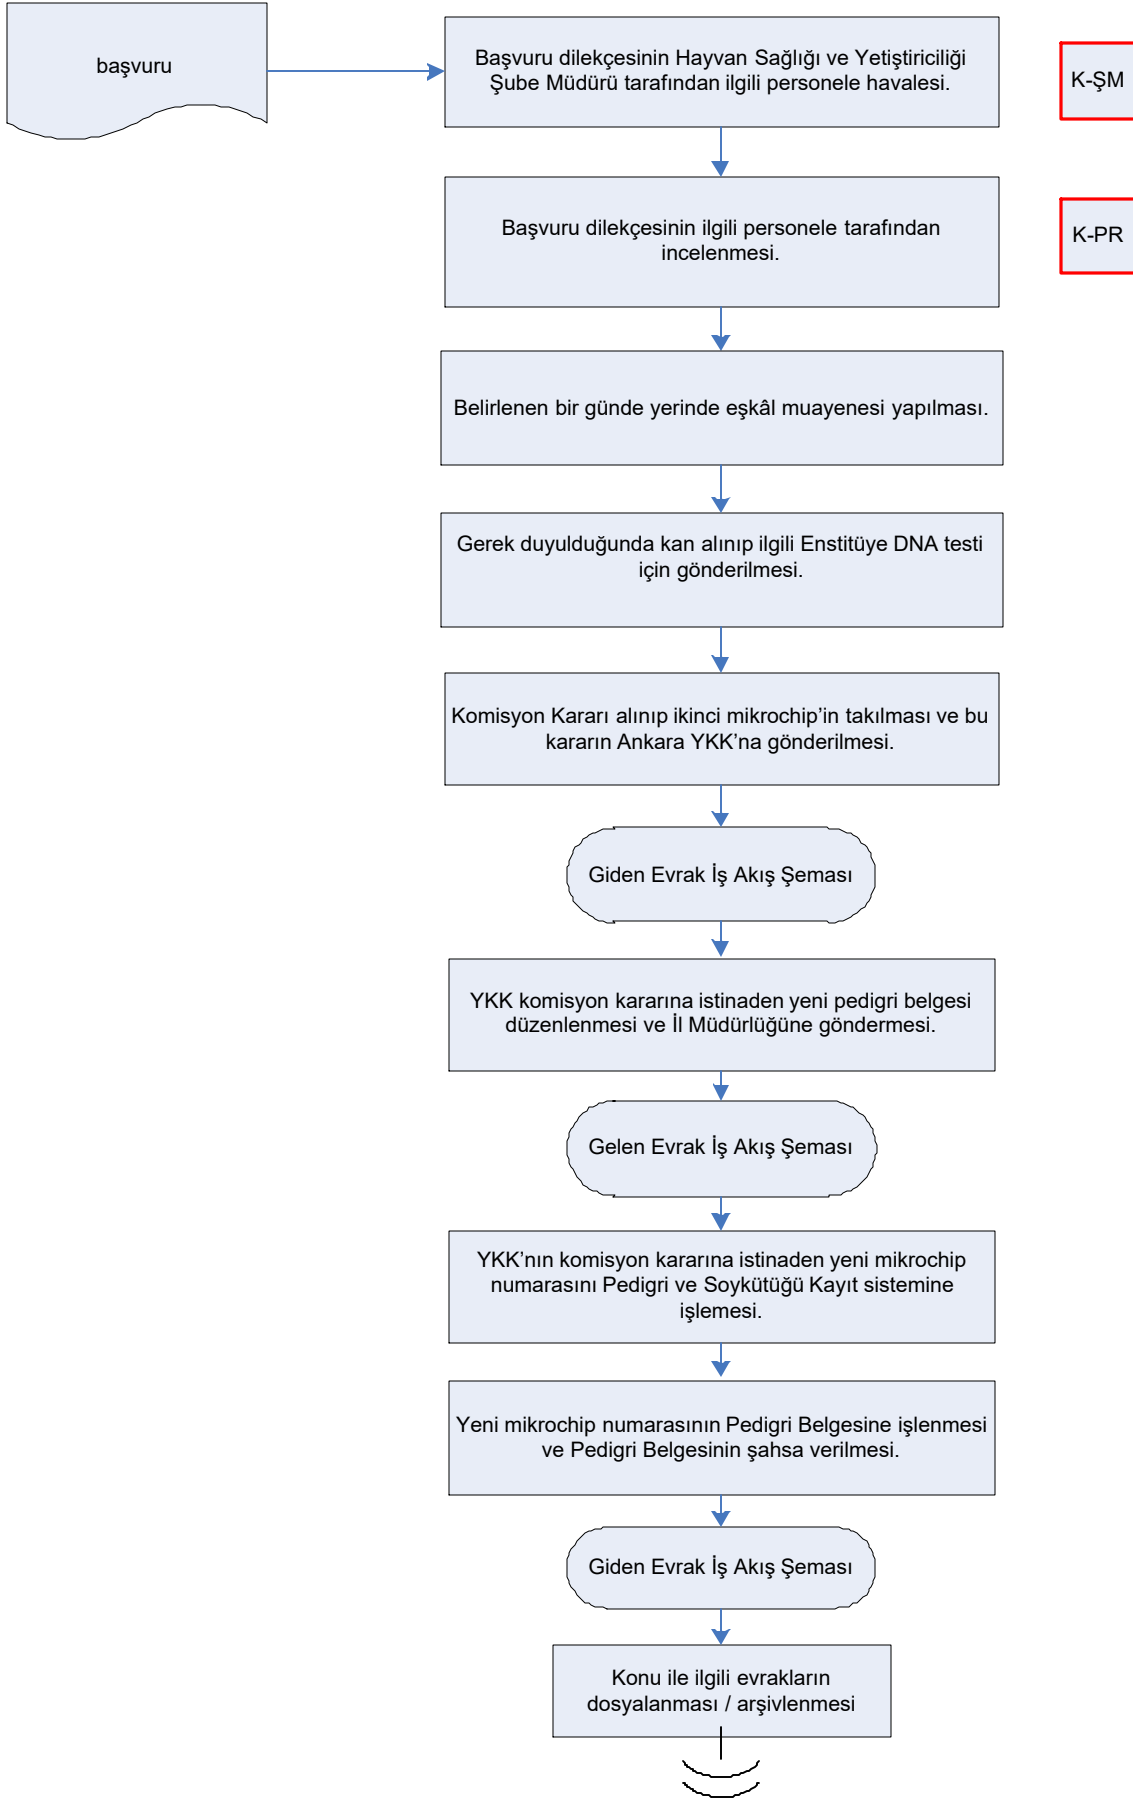 başvuru
Başvuru dilekçesinin Hayvan Sağlığı ve Yetiştiriciliği
Şube Müdürü tarafından ilgili personele havalesi.
K-ŞM
Başvuru dilekçesinin ilgili personele tarafından
incelenmesi.
K-PR
Belirlenen bir günde yerinde eşkâl muayenesi yapılması.
Gerek duyulduğunda kan alınıp ilgili Enstitüye DNA testi
için gönderilmesi.
Komisyon Kararı alınıp ikinci mikrochip’in takılması ve bu
kararın Ankara YKK’na gönderilmesi.
Giden Evrak İş Akış Şeması
YKK komisyon kararına istinaden yeni pedigri belgesi
düzenlenmesi ve İl Müdürlüğüne göndermesi.
Gelen Evrak İş Akış Şeması
YKK’nın komisyon kararına istinaden yeni mikrochip
numarasını Pedigri ve Soykütüğü Kayıt sistemine
işlemesi.
Yeni mikrochip numarasının Pedigri Belgesine işlenmesi
ve Pedigri Belgesinin şahsa verilmesi.
Giden Evrak İş Akış Şeması
Konu ile ilgili evrakların
dosyalanması / arşivlenmesi